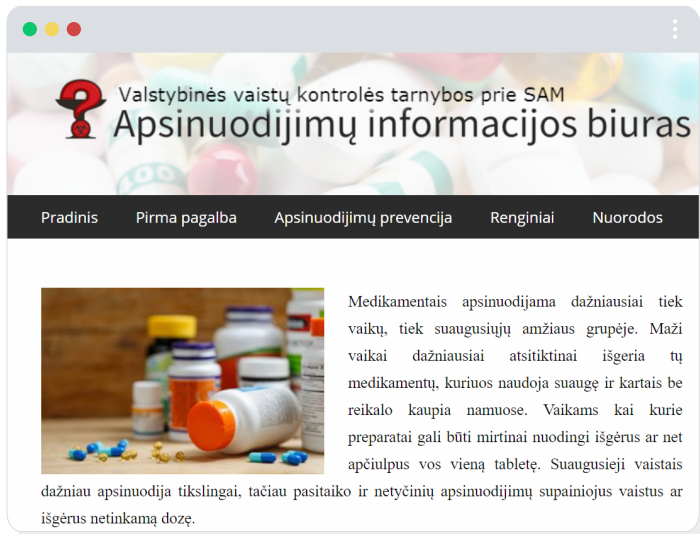 Valstybinės vaistų kontrolės tarnybos prie SAM
Apsinuodijimų informacijos biuras
Pradinis Pirma pagalba Apsinuodijimų prevencija Renginiai Nuorodos
Medikamentais apsinuodijama dažniausiai tiek
vaikų, tiek suaugusiųjų amžiaus grupėje. Maži
vaikai dažniausiai atsitiktinai išgeria tų
medikamentų, kuriuos naudoja suaugę ir kartais be
reikalo kaupia namuose. Vaikams kai kurie
preparatai gali būti mirtinai nuodingi išgėrus ar net
apčiulpus vos vieną tabletę. Suaugusieji vaistais
dažniau apsinuodija tikslingai, tačiau pasitaiko ir netyčinių apsinuodijimų supainiojus vaistus ar
išgėrus netinkamą dozę.